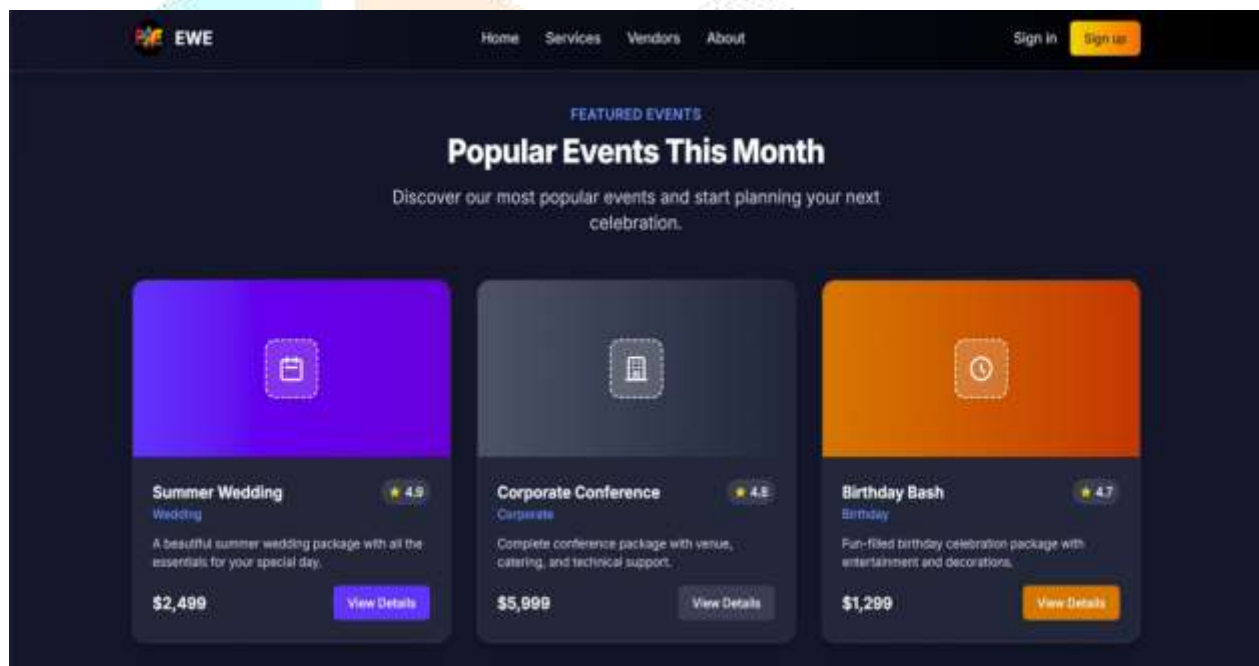 EWE
Home Services Vendors About
Sign in Sign up
FEATURED EVENTS
Popular Events This Month
Discover our most popular events and start planning your next
celebration.
Summer Wedding
4.9
Wedding
A beautiful summer wedding package with all the
essentials for your special day.
$2,499
View Details
Corporate Conference
4.8
Corporate
Complete conference package with venue,
catering, and technical support.
$5,999
View Details
Birthday Bash
4.7
Birthday
Fun-filled birthday celebration package with
entertainment and decorations.
$1,299
View Details